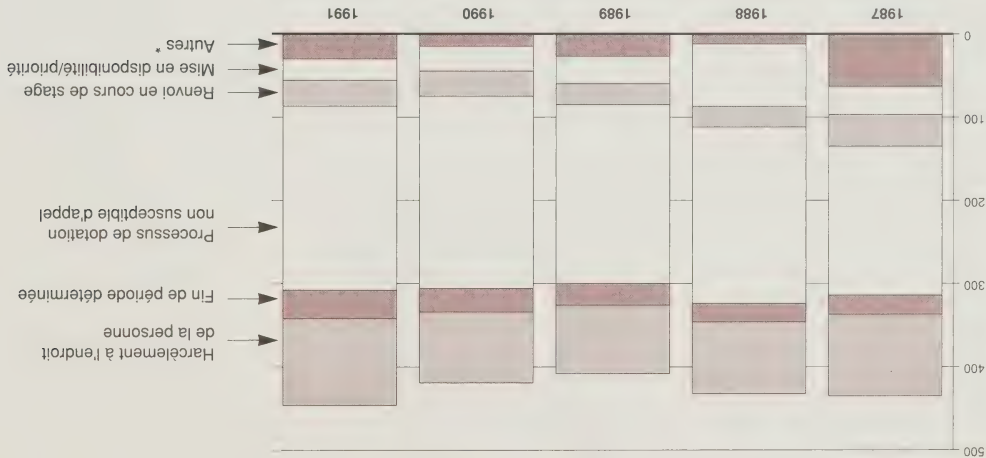 500
400
300
200
100
0
Harcèlement à l'endroit
de la personne
Fin de période déterminée
Processus de dotation
non susceptible d'appel
Renvoi en cours de stage
Mise en disponibilité/priorité
Autres *
1987 1988 1989 1990 1991